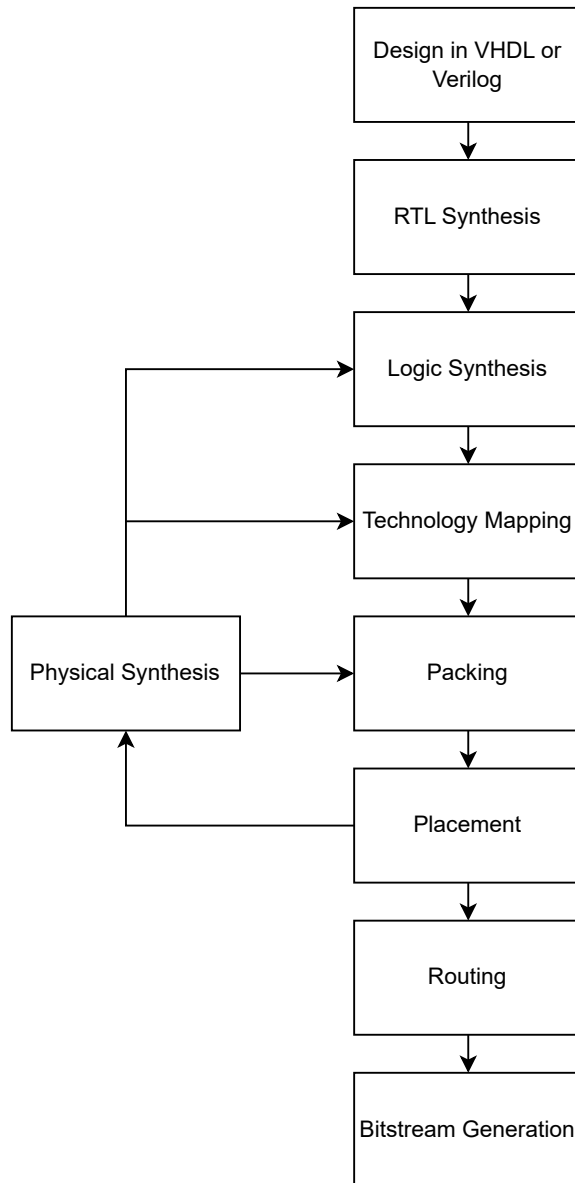 Design in VHDL or
Verilog
RTL Synthesis
Logic Synthesis
Technology Mapping
Physical Synthesis
Packing
Placement
Routing
Bitstream Generation